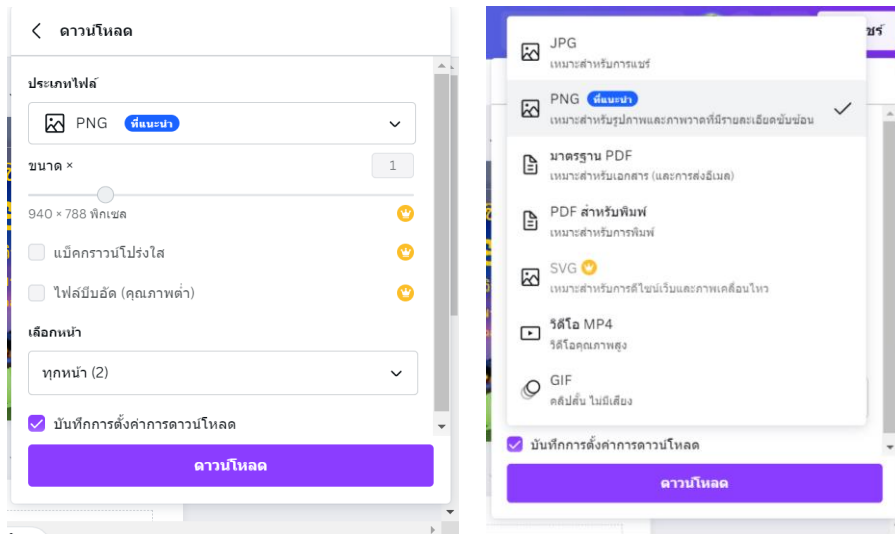 ดาวน์โหลด
ประเภทไฟล์
PNG ที่แนะนำ
ขนาด × 1
940 × 788 พิกเซล
แบ็คกราวน์โปร่งใส
ไฟล์บีบอัด (คุณภาพต่ำ)
เลือกหน้า
ทุกหน้า (2)
บันทึกการตั้งค่าการดาวน์โหลด
ดาวน์โหลด
JPG
เหมาะสำหรับการแชร์
PNG ที่แนะนำ
เหมาะสำหรับรูปภาพและภาพวาดที่มีรายละเอียดซับซ้อน
มาตรฐาน PDF
เหมาะสำหรับเอกสาร (และการส่งอีเมล)
PDF สำหรับพิมพ์
เหมาะสำหรับการพิมพ์
SVG
เหมาะสำหรับการดีไซน์เว็บและภาพเคลื่อนไหว
วิดีโอ MP4
วิดีโอคุณภาพสูง
GIF
คลิปสั้น ไม่มีเสียง
บันทึกการตั้งค่าการดาวน์โหลด
ดาวน์โหลด